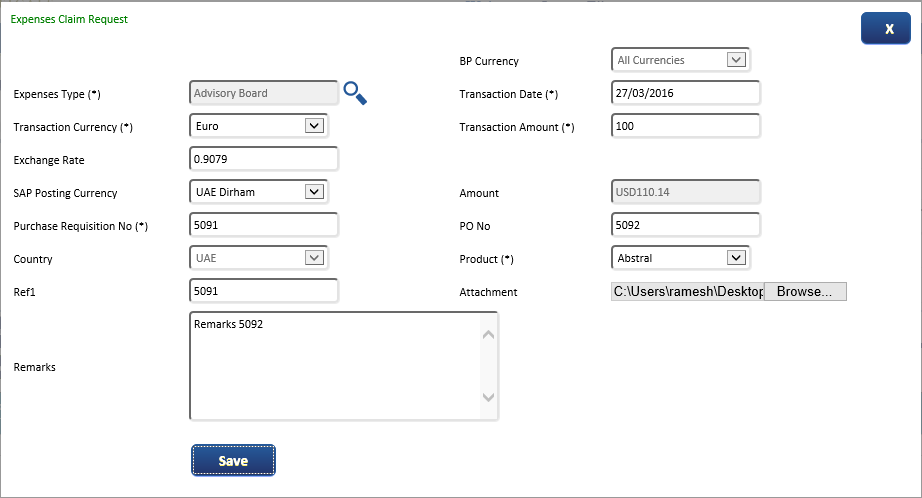 Expenses Claim Request
X
BP Currency All Currencies
Expenses Type (*) Advisory Board Transaction Date (*) 27/03/2016
Transaction Currency (*) Euro Transaction Amount (*) 100
Exchange Rate 0.9079
SAP Posting Currency UAE Dirham Amount USD110.14
Purchase Requisition No (*) 5091 PO No 5092
Country UAE Product (*) Abstral
Ref1 5091 Attachment C:\Users\ramesh\Desktop Browse...
Remarks 5092
Remarks
Save